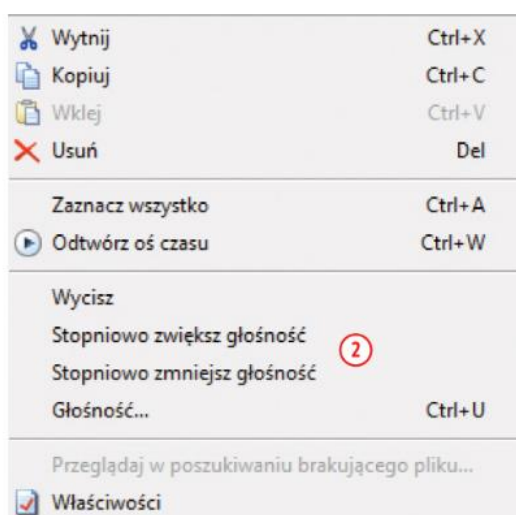 Wytnij Ctrl+X
Kopiuj Ctrl+C
Wklej Ctrl+V
Usuń Del
Zaznacz wszystko Ctrl+A
Odtwórz oś czasu Ctrl+W
Wycisz
Stopniowo zwiększ głośność
2
Stopniowo zmniejsz głośność
Głośność... Ctrl+U
Przeglądaj w poszukiwaniu brakującego pliku...
Właściwości